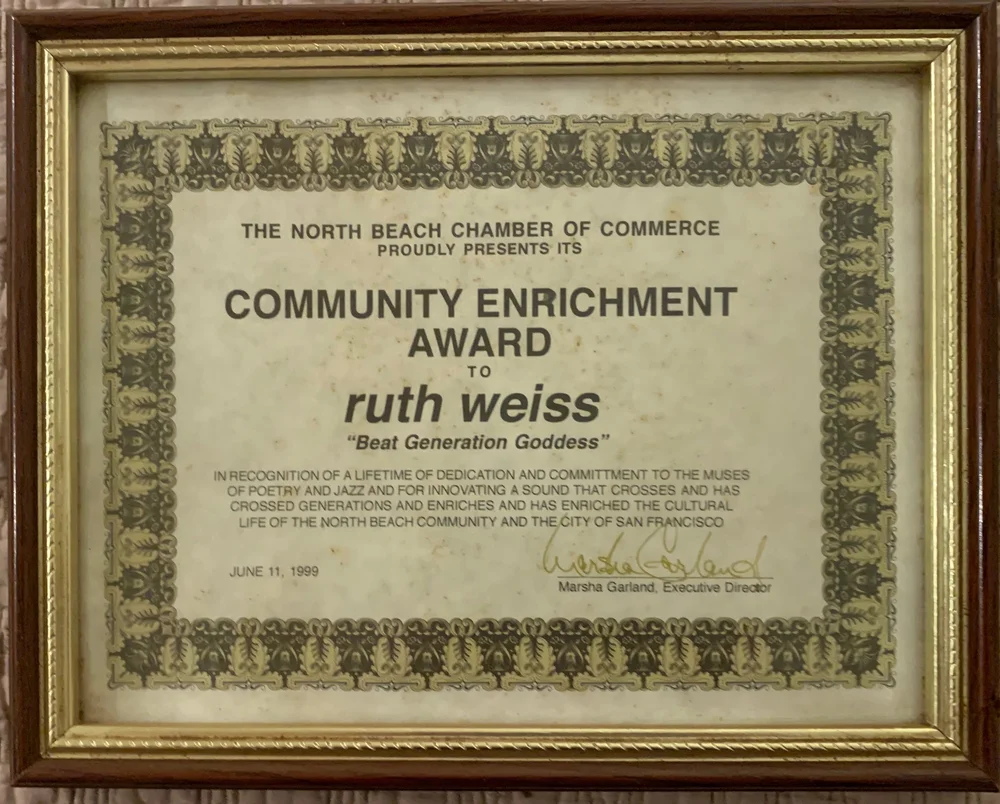 THE NORTH BEACH CHAMBER OF COMMERCE
PROUDLY PRESENTS ITS
COMMUNITY ENRICHMENT
AWARD
TO
ruth weiss
"Beat Generation Goddess"
IN RECOGNITION OF A LIFETIME OF DEDICATION AND COMMITTMENT TO THE MUSES
OF POETRY AND JAZZ AND FOR INNOVATING A SOUND THAT CROSSES AND HAS
CROSSED GENERATIONS AND ENRICHES AND HAS ENRICHED THE CULTURAL
LIFE OF THE NORTH BEACH COMMUNITY AND THE CITY OF SAN FRANCISCO
Marsha Garland
JUNE 11, 1999
Marsha Garland, Executive Director